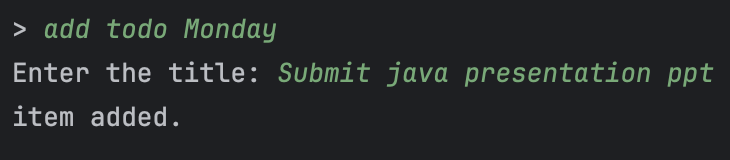 > add todo Monday
Enter the title: Submit java presentation ppt
item added.